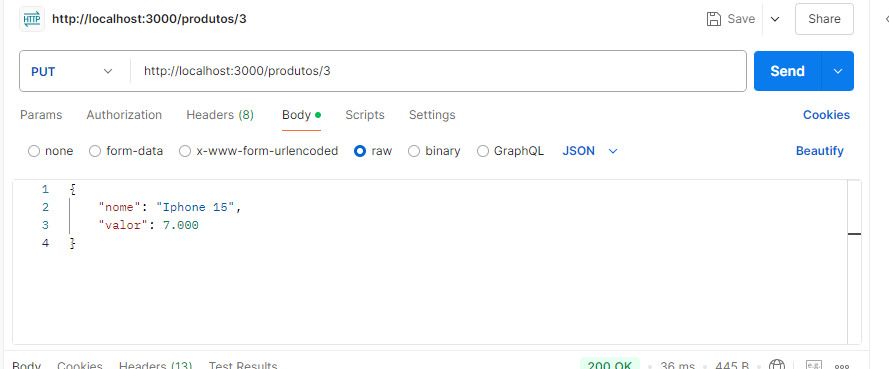 HTTP http://localhost:3000/produtos/3 Save Share
PUT http://localhost:3000/produtos/3 Send
Params Authorization Headers (8) Body Scripts Settings Cookies
none form-data x-www-form-urlencoded raw binary GraphQL JSON Beautify
1 {
2 "nome": "Iphone 15",
3 "valor": 7.000
4 }
Body Cookies Headers (13) Test Results 200 OK 36 ms 445 B e.g.